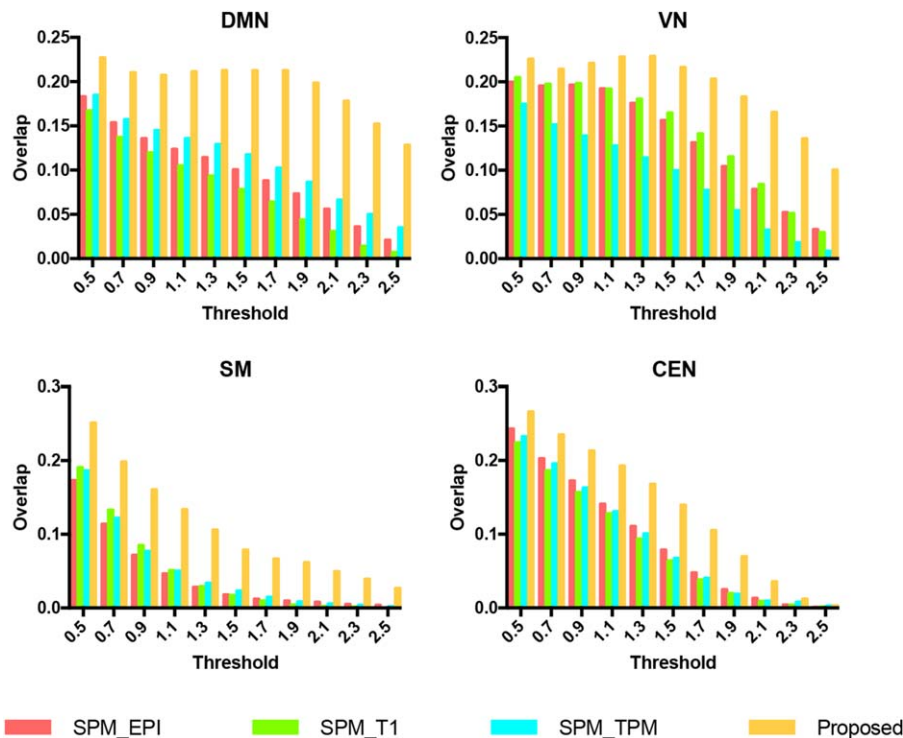 DMN
0.25
0.20
0.15
0.10
0.05
0.00
Overlap
0.5 0.7 0.9 1.1 1.3 1.5 1.7 1.9 2.1 2.3 2.5
Threshold
VN
0.25
0.20
0.15
0.10
0.05
0.00
Overlap
0.5 0.7 0.9 1.1 1.3 1.5 1.7 1.9 2.1 2.3 2.5
Threshold
SM
0.3
0.2
0.1
0.0
Overlap
0.5 0.7 0.9 1.1 1.3 1.5 1.7 1.9 2.1 2.3 2.5
Threshold
CEN
0.3
0.2
0.1
0.0
Overlap
0.5 0.7 0.9 1.1 1.3 1.5 1.7 1.9 2.1 2.3 2.5
Threshold
SPM_EPI SPM_T1 SPM_TPM Proposed